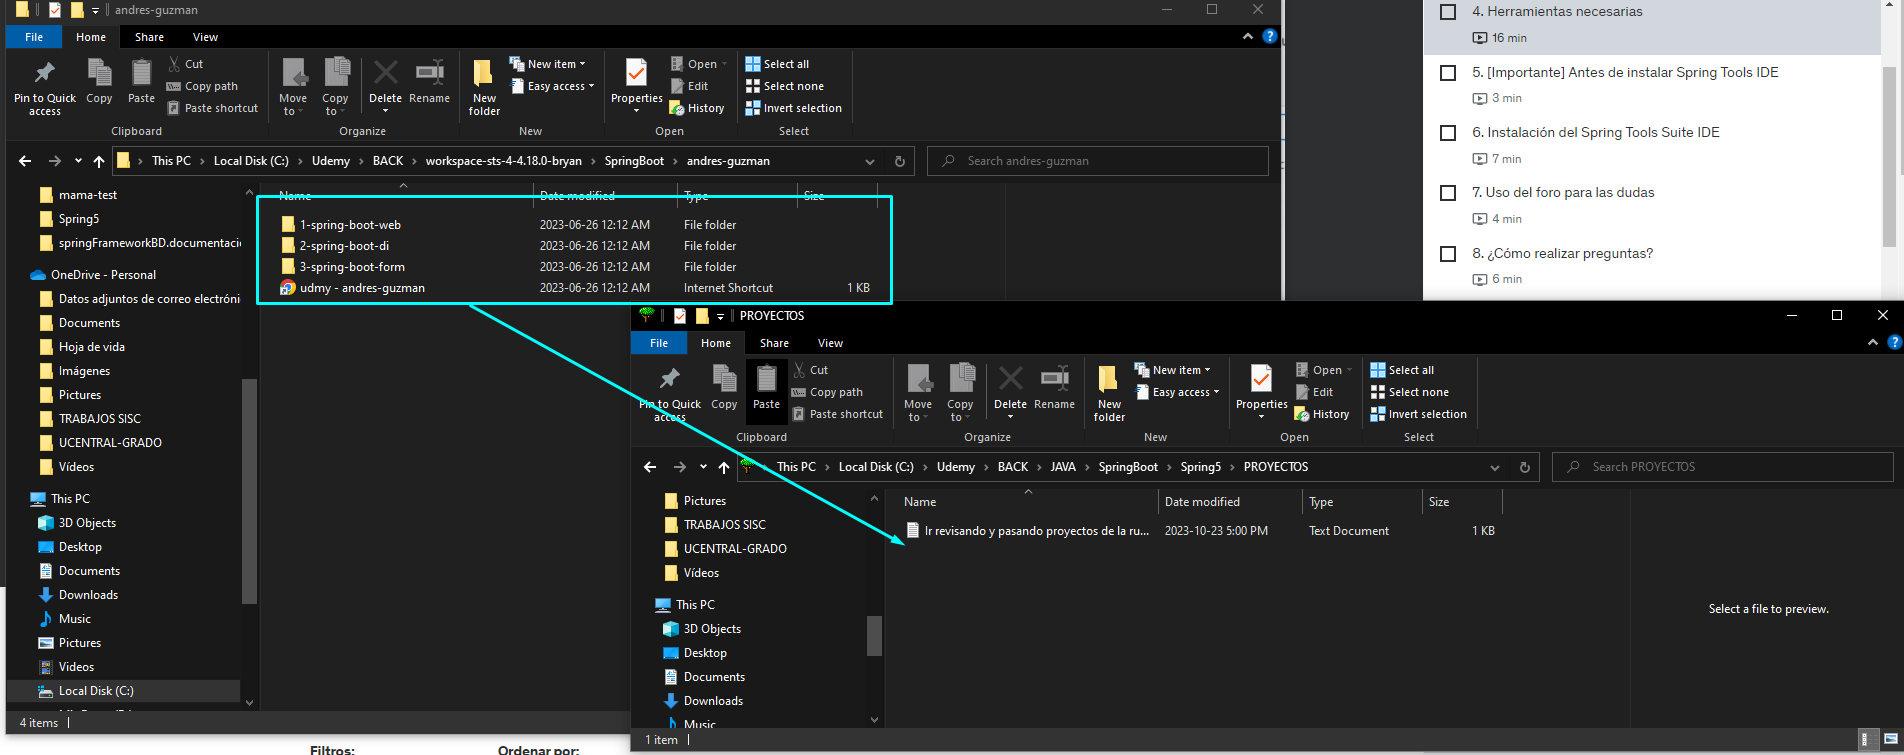 andres-guzman
File Home Share View
Pin to Quick access
Copy
Paste
Cut
Copy path
Paste shortcut
Clipboard
Move to
Copy to
Delete
Rename
Organize
New folder
New item
Easy access
New
Properties
Open
Edit
History
Open
Select all
Select none
Invert selection
Select
This PC › Local Disk (C:) › Udemy › BACK › workspace-sts-4-4.18.0-bryan › SpringBoot › andres-guzman
Search andres-guzman
mama-test
Spring5
springFrameworkBD.documentaci
OneDrive - Personal
Datos adjuntos de correo electróni
Documents
Hoja de vida
Imágenes
Pictures
TRABAJOS SISC
UCENTRAL-GRADO
Vídeos
This PC
3D Objects
Desktop
Documents
Downloads
Music
Pictures
Videos
Local Disk (C:)
4 items
Name Date modified Type Size
1-spring-boot-web 2023-06-26 12:12 AM File folder
2-spring-boot-di 2023-06-26 12:12 AM File folder
3-spring-boot-form 2023-06-26 12:12 AM File folder
udmy - andres-guzman 2023-06-26 12:12 AM Internet Shortcut 1 KB
4. Herramientas necesarias
16 min
5. [Importante] Antes de instalar Spring Tools IDE
3 min
6. Instalación del Spring Tools Suite IDE
7 min
7. Uso del foro para las dudas
4 min
8. ¿Cómo realizar preguntas?
6 min
PROYECTOS
File Home Share View
Pin to Quick access
Copy
Paste
Cut
Copy path
Paste shortcut
Clipboard
Move to
Copy to
Delete
Rename
Organize
New folder
New item
Easy access
New
Properties
Open
Edit
History
Open
Select all
Select none
Invert selection
Select
This PC › Local Disk (C:) › Udemy › BACK › JAVA › SpringBoot › Spring5 › PROYECTOS
Search PROYECTOS
Pictures
TRABAJOS SISC
UCENTRAL-GRADO
Vídeos
This PC
3D Objects
Desktop
Documents
Downloads
Music
Name Date modified Type Size
Ir revisando y pasando proyectos de la ru... 2023-10-23 5:00 PM Text Document 1 KB
Select a file to preview.
1 item
Filtros: Ordenar por: